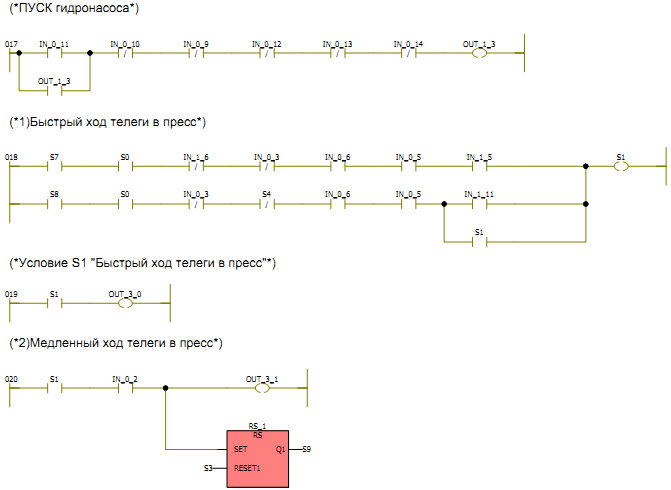 (*ПУСК гидронасоса*)
017 IN_0_11 IN_0_10 IN_0_9 IN_0_12 IN_0_13 IN_0_14 OUT_1_3
OUT_1_3
(*1)Быстрый ход телеги в пресс*)
018 S7 S0 IN_1_6 IN_0_3 IN_0_6 IN_0_5 IN_1_5 S1
S8 S0 IN_0_3 S4 IN_0_6 IN_0_5 IN_1_11
S1
(*Условие S1 "Быстрый ход телеги в пресс"*)
019 S1 OUT_3_0
(*2)Медленный ход телеги в пресс*)
020 S1 IN_0_2 OUT_3_1
RS_1
RS
SET Q1 S9
S3 RESET1